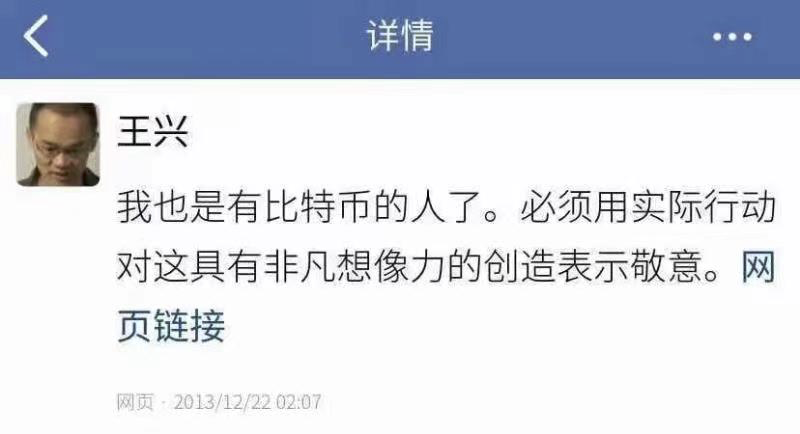 详情
王兴
我也是有比特币的人了。必须用实际行动
对这具有非凡想像力的创造表示敬意。网
页链接
网页 · 2013/12/22 02:07